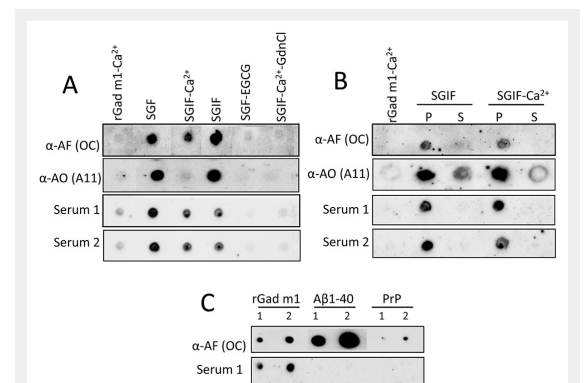 A
rGad m1-Ca²⁺
SGF
SGIF-Ca²⁺
SGIF
SGF-EGCG
SGIF-Ca²⁺-GdnCl
α-AF (OC)
α-AO (A11)
Serum 1
Serum 2
B
rGad m1-Ca²⁺
SGIF SGIF-Ca²⁺
P S P S
α-AF (OC)
α-AO (A11)
Serum 1
Serum 2
C
rGad m1 Aβ1-40 PrP
1 2 1 2 1 2
α-AF (OC)
Serum 1